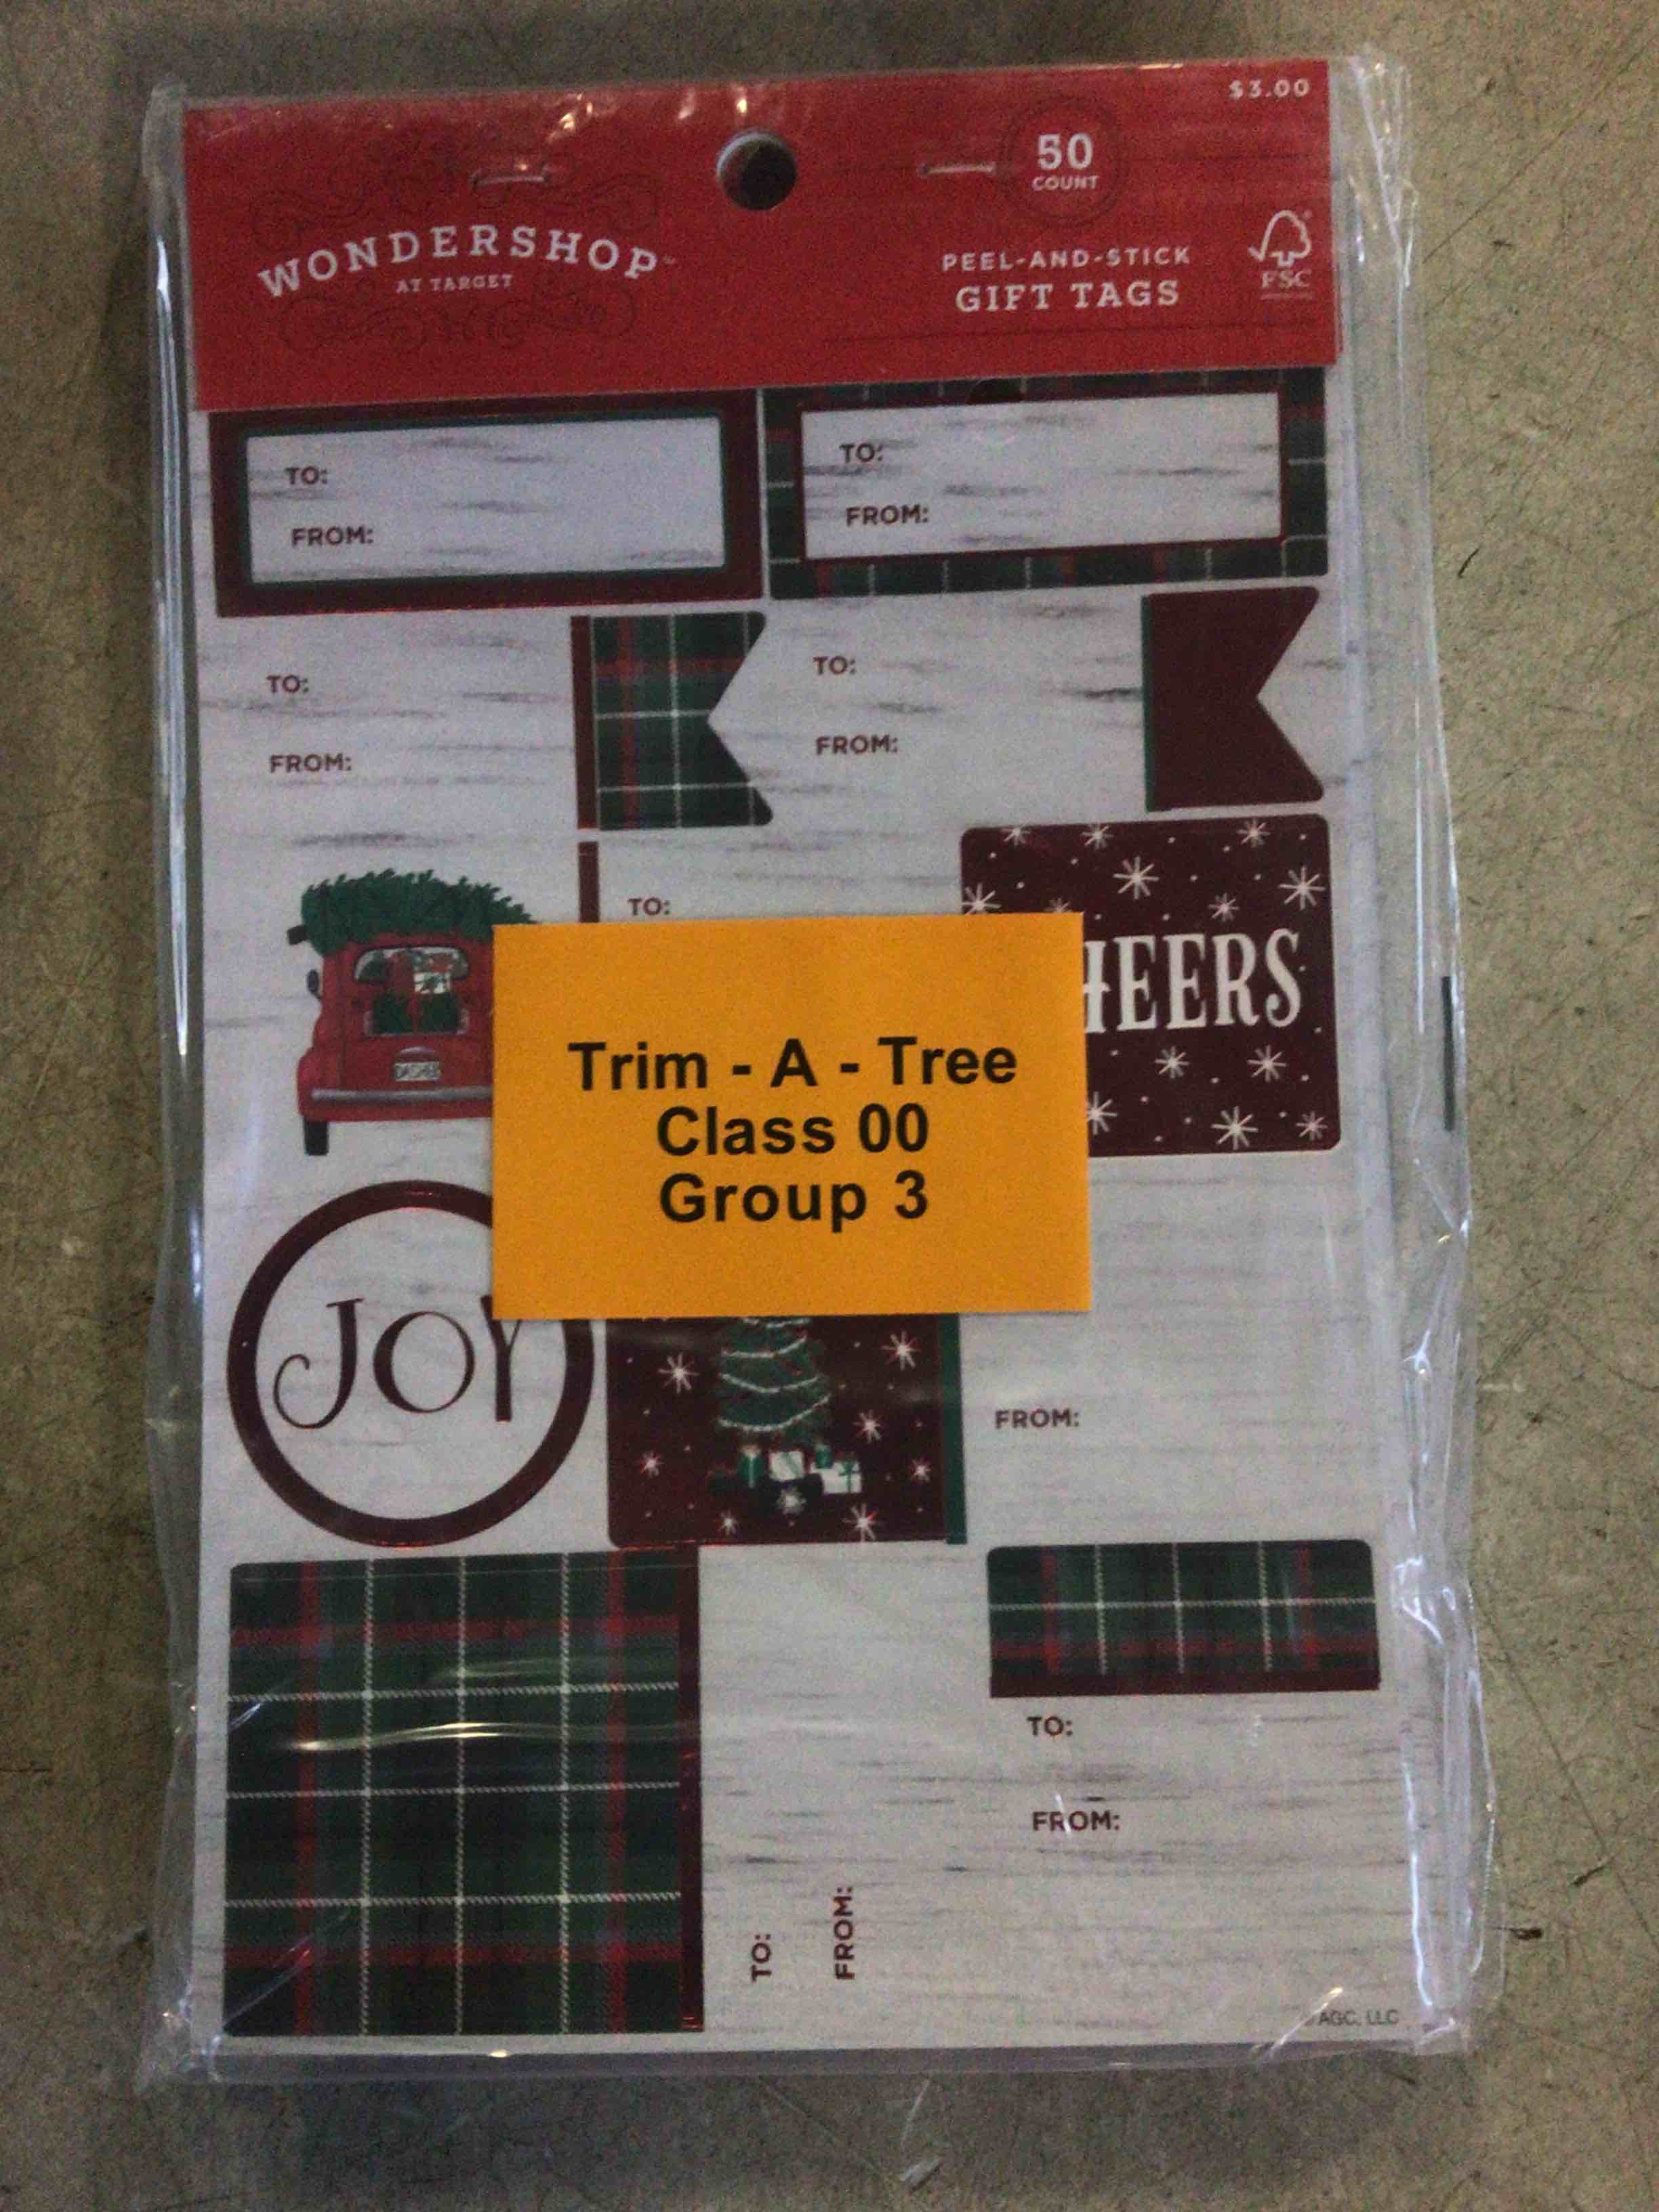 $3.00
50
COUNT
WONDERSHOP
AT TARGET
PEEL-AND-STICK
GIFT TAGS
FSC
TO:
FROM:
TO:
FROM:
TO:
FROM:
TO:
FROM:
TO:
HEERS
Trim - A - Tree
Class 00
Group 3
JOY
FROM:
TO:
FROM:
TO:
FROM:
AGC, LLC